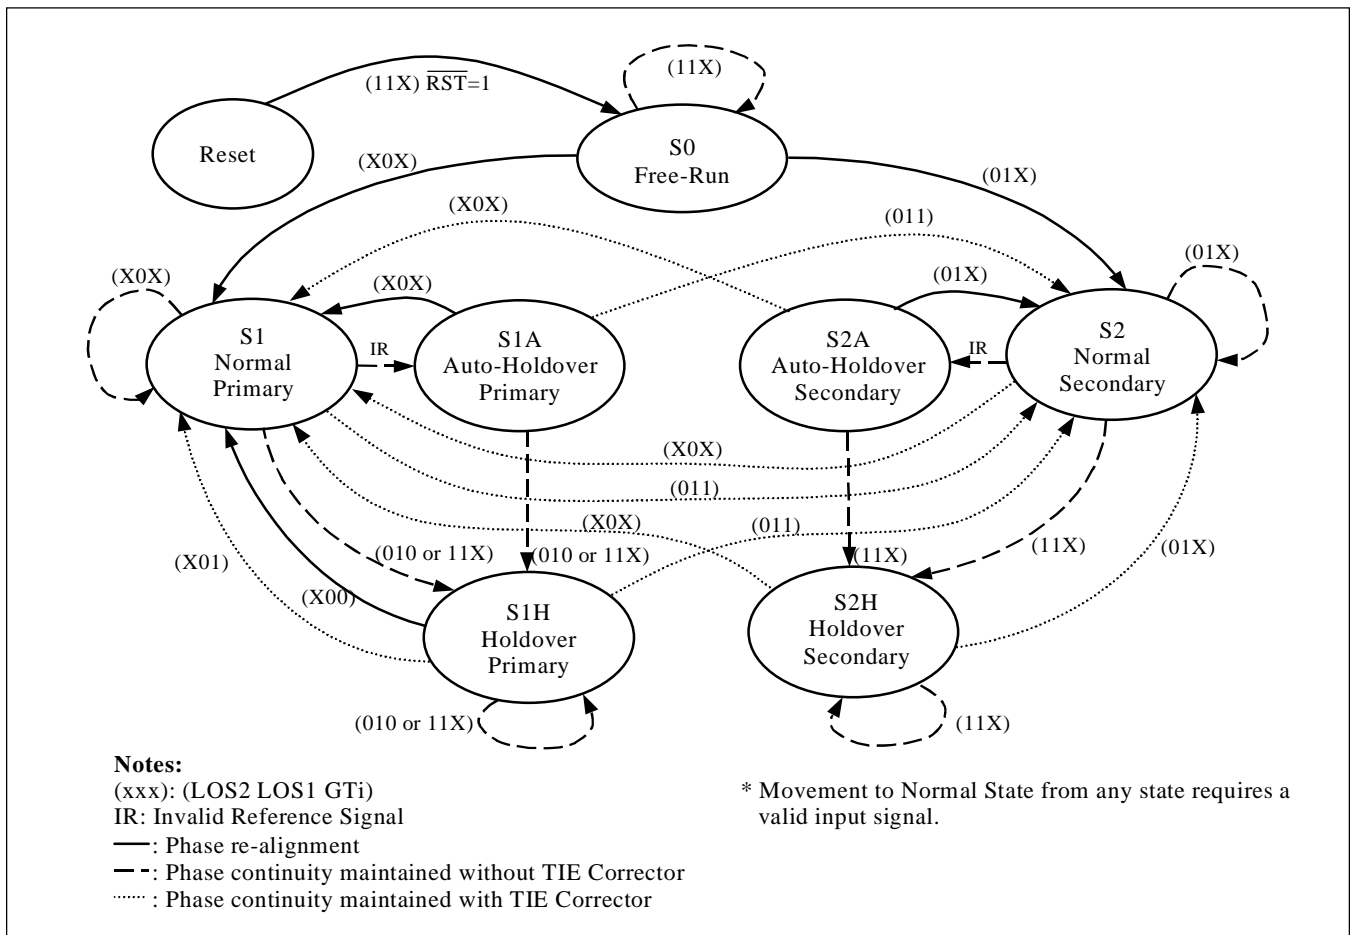 (11X) RST=1
(11X)
Reset
S0
Free-Run
(X0X)
(01X)
(X0X)
(011)
(X0X)
(X0X)
(01X)
(01X)
S1
Normal
Primary
IR
S1A
Auto-Holdover
Primary
S2A
Auto-Holdover
Secondary
IR
S2
Normal
Secondary
(X0X)
(011)
(X0X)
(011)
(X01)
(010 or 11X)
(010 or 11X)
(11X)
(11X)
(01X)
(X00)
S1H
Holdover
Primary
S2H
Holdover
Secondary
(010 or 11X)
(11X)
Notes:
(xxx): (LOS2 LOS1 GTi)
IR: Invalid Reference Signal
: Phase re-alignment
: Phase continuity maintained without TIE Corrector
: Phase continuity maintained with TIE Corrector
* Movement to Normal State from any state requires a
valid input signal.